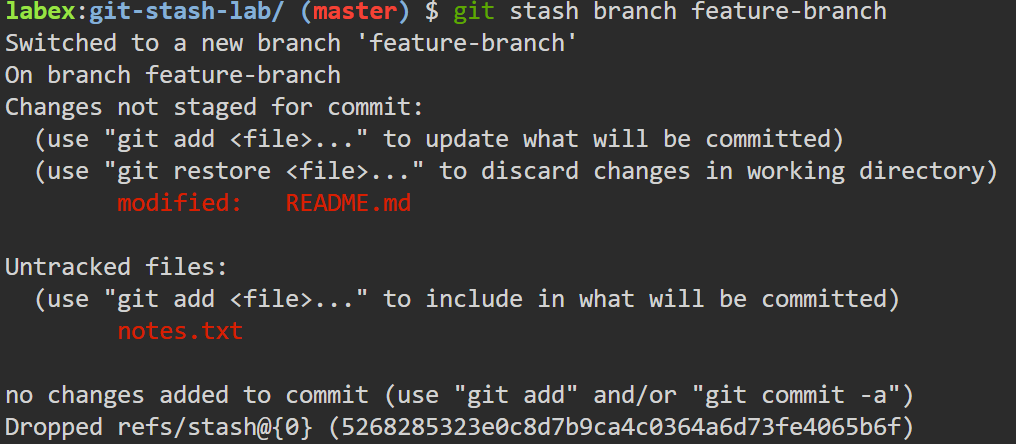 labex:git-stash-lab/ (master) $ git stash branch feature-branch
Switched to a new branch 'feature-branch'
On branch feature-branch
Changes not staged for commit:
  (use "git add <file>..." to update what will be committed)
  (use "git restore <file>..." to discard changes in working directory)
        modified:   README.md

Untracked files:
  (use "git add <file>..." to include in what will be committed)
        notes.txt

no changes added to commit (use "git add" and/or "git commit -a")
Dropped refs/stash@{0} (5268285323e0c8d7b9ca4c0364a6d73fe4065b6f)